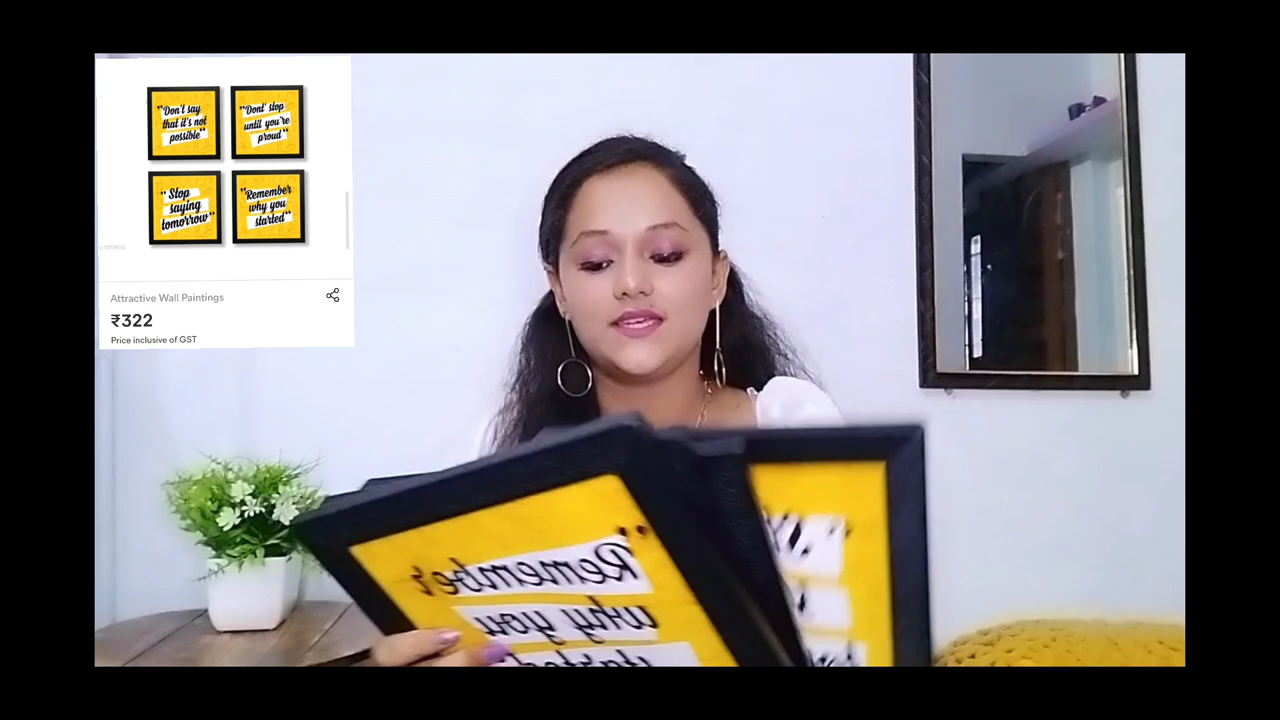 "Don't say
that it's not
possible"
"Dont' stop
until you're
proud"
"Stop
saying
tomorrow"
"Remember
why you
started"
Attractive Wall Paintings
₹322
Price inclusive of GST
"Remember
why you
started